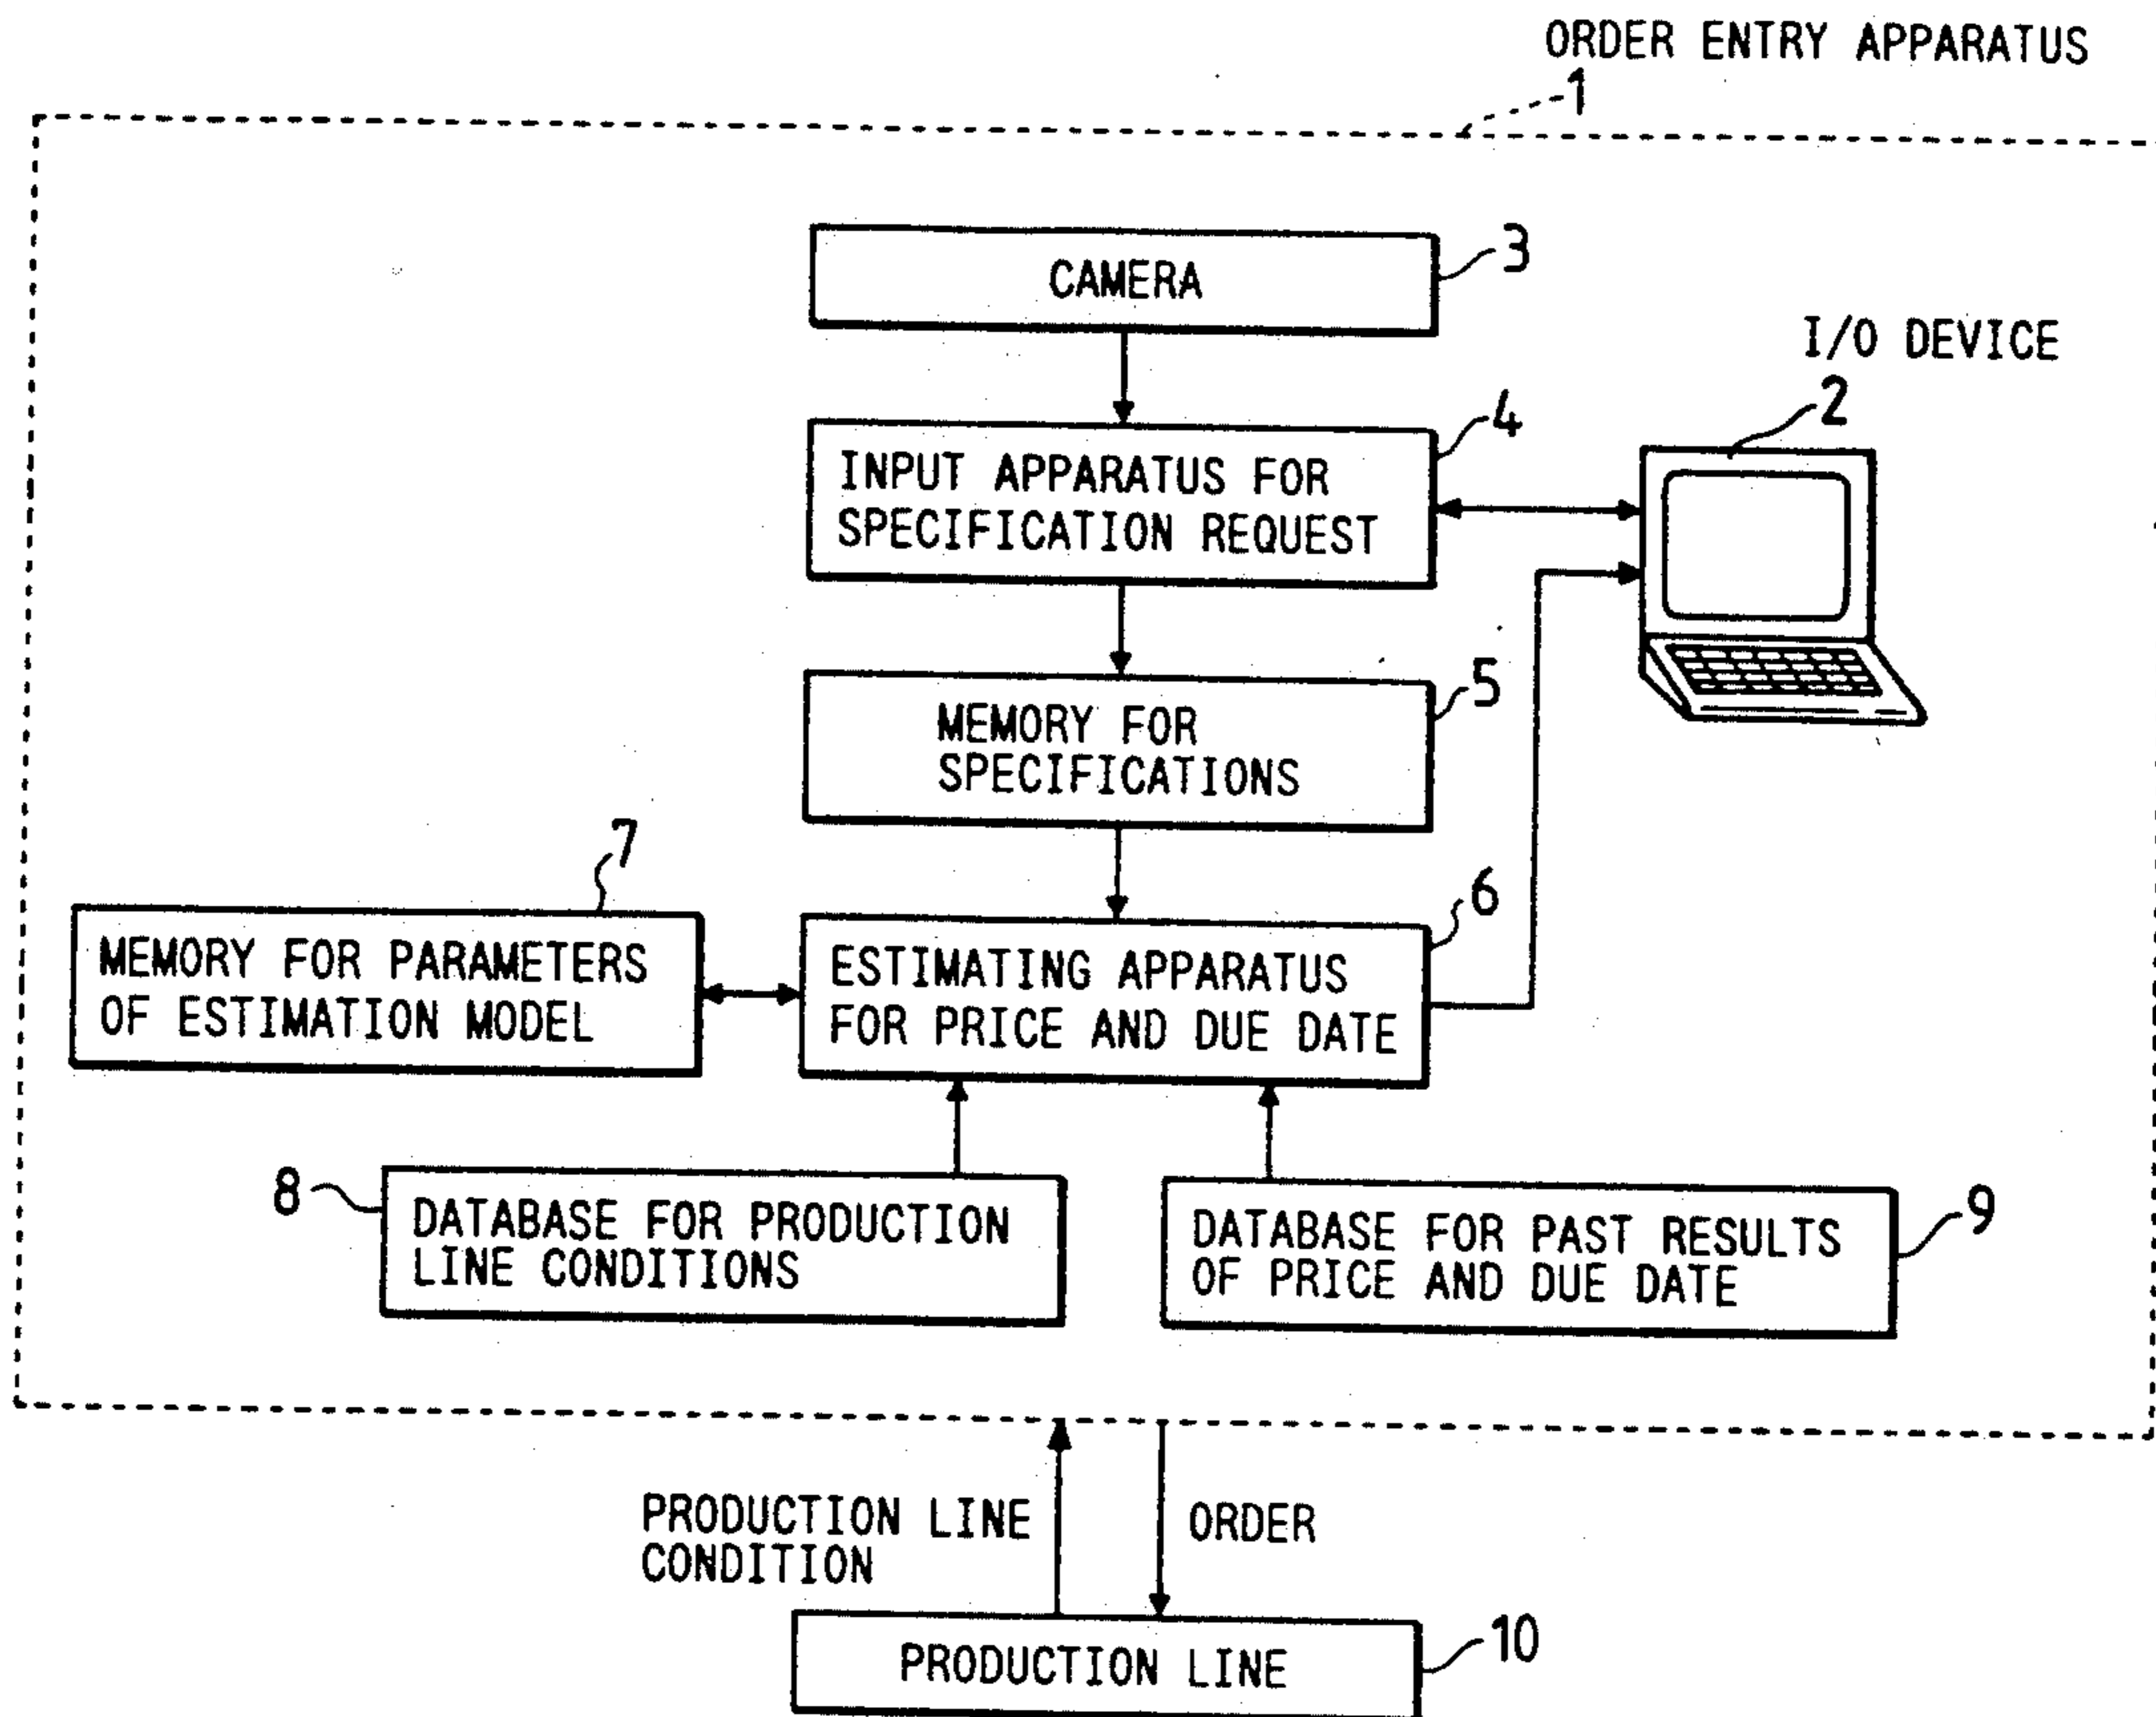 ORDER ENTRY APPARATUS
1
CAMERA
3
I/O DEVICE
2
4
INPUT APPARATUS FOR
SPECIFICATION REQUEST
5
MEMORY FOR
SPECIFICATIONS
7
6
MEMORY FOR PARAMETERS
OF ESTIMATION MODEL
ESTIMATING APPARATUS
FOR PRICE AND DUE DATE
8
DATABASE FOR PRODUCTION
LINE CONDITIONS
DATABASE FOR PAST RESULTS
OF PRICE AND DUE DATE
9
PRODUCTION LINE
CONDITION
ORDER
PRODUCTION LINE
10